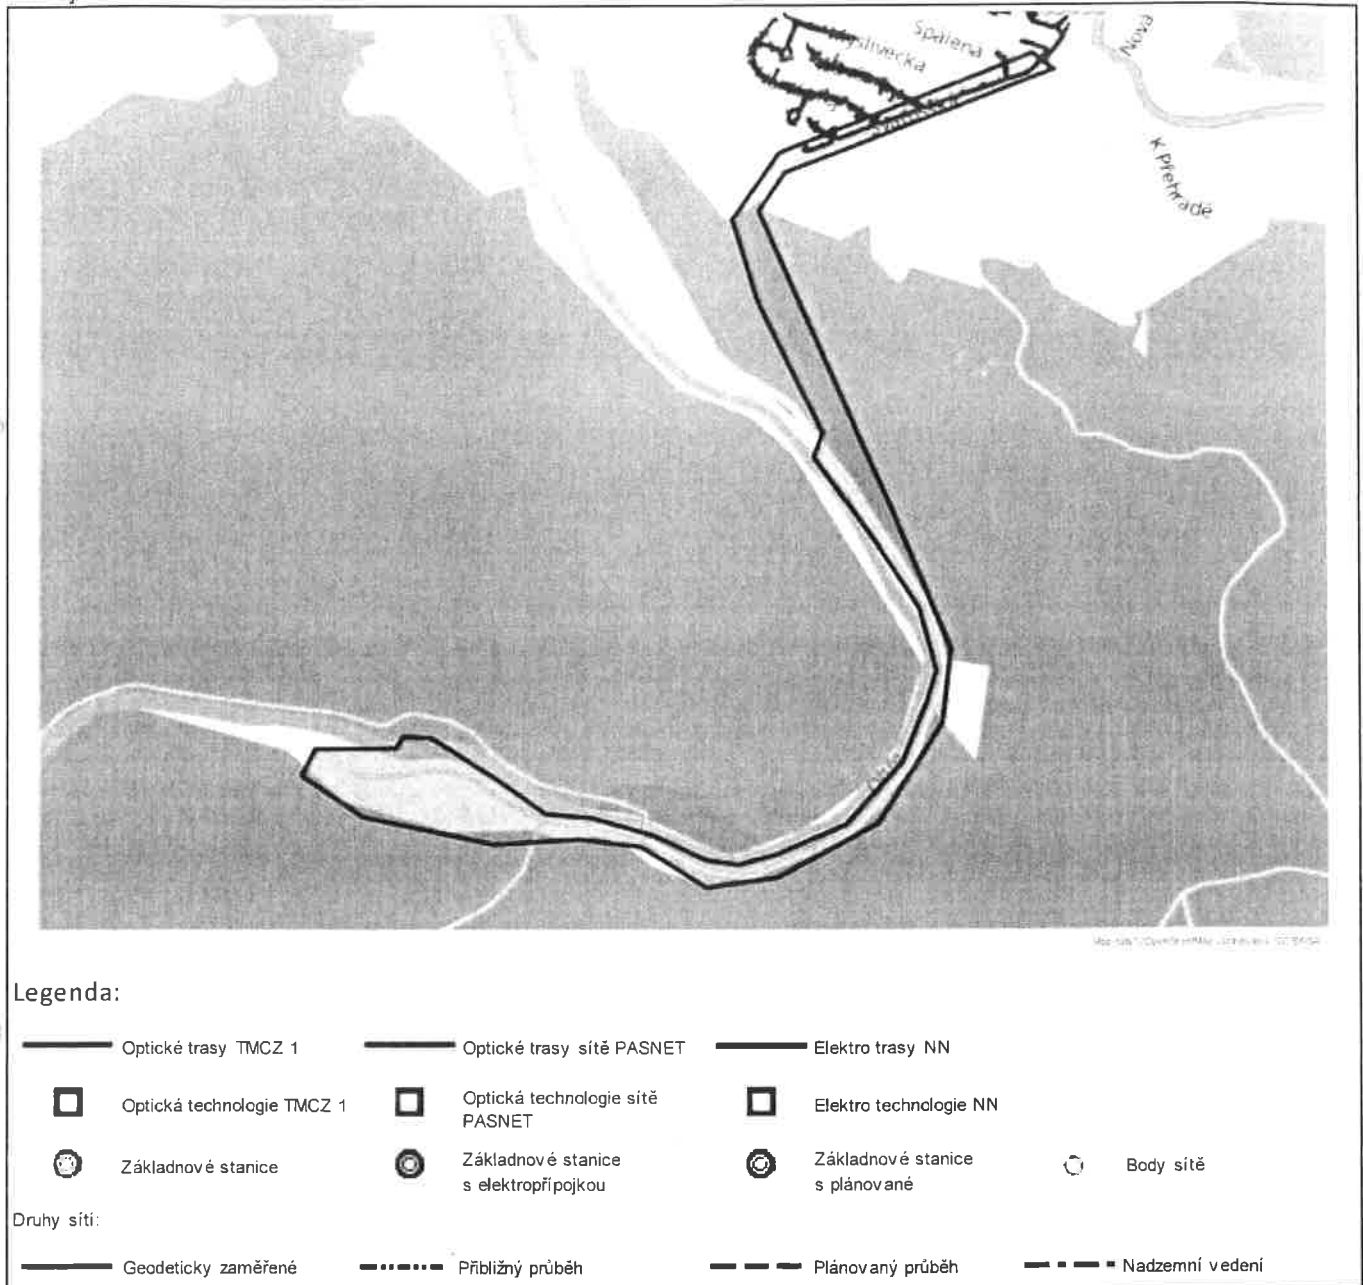 Spálená
Myslivecká
Nová
K Přehradě
Legenda:
Optické trasy TMCZ 1
Optické trasy sítě PASNET
Elektro trasy NN
Optická technologie TMCZ 1
Optická technologie sítě
PASNET
Elektro technologie NN
Základnové stanice
Základnové stanice
s elektropřípojkou
Základnové stanice
s plánované
Body sítě
Druhy sítí:
Geodeticky zaměřené
Přibližný průběh
Plánovaný průběh
Nadzemní vedení